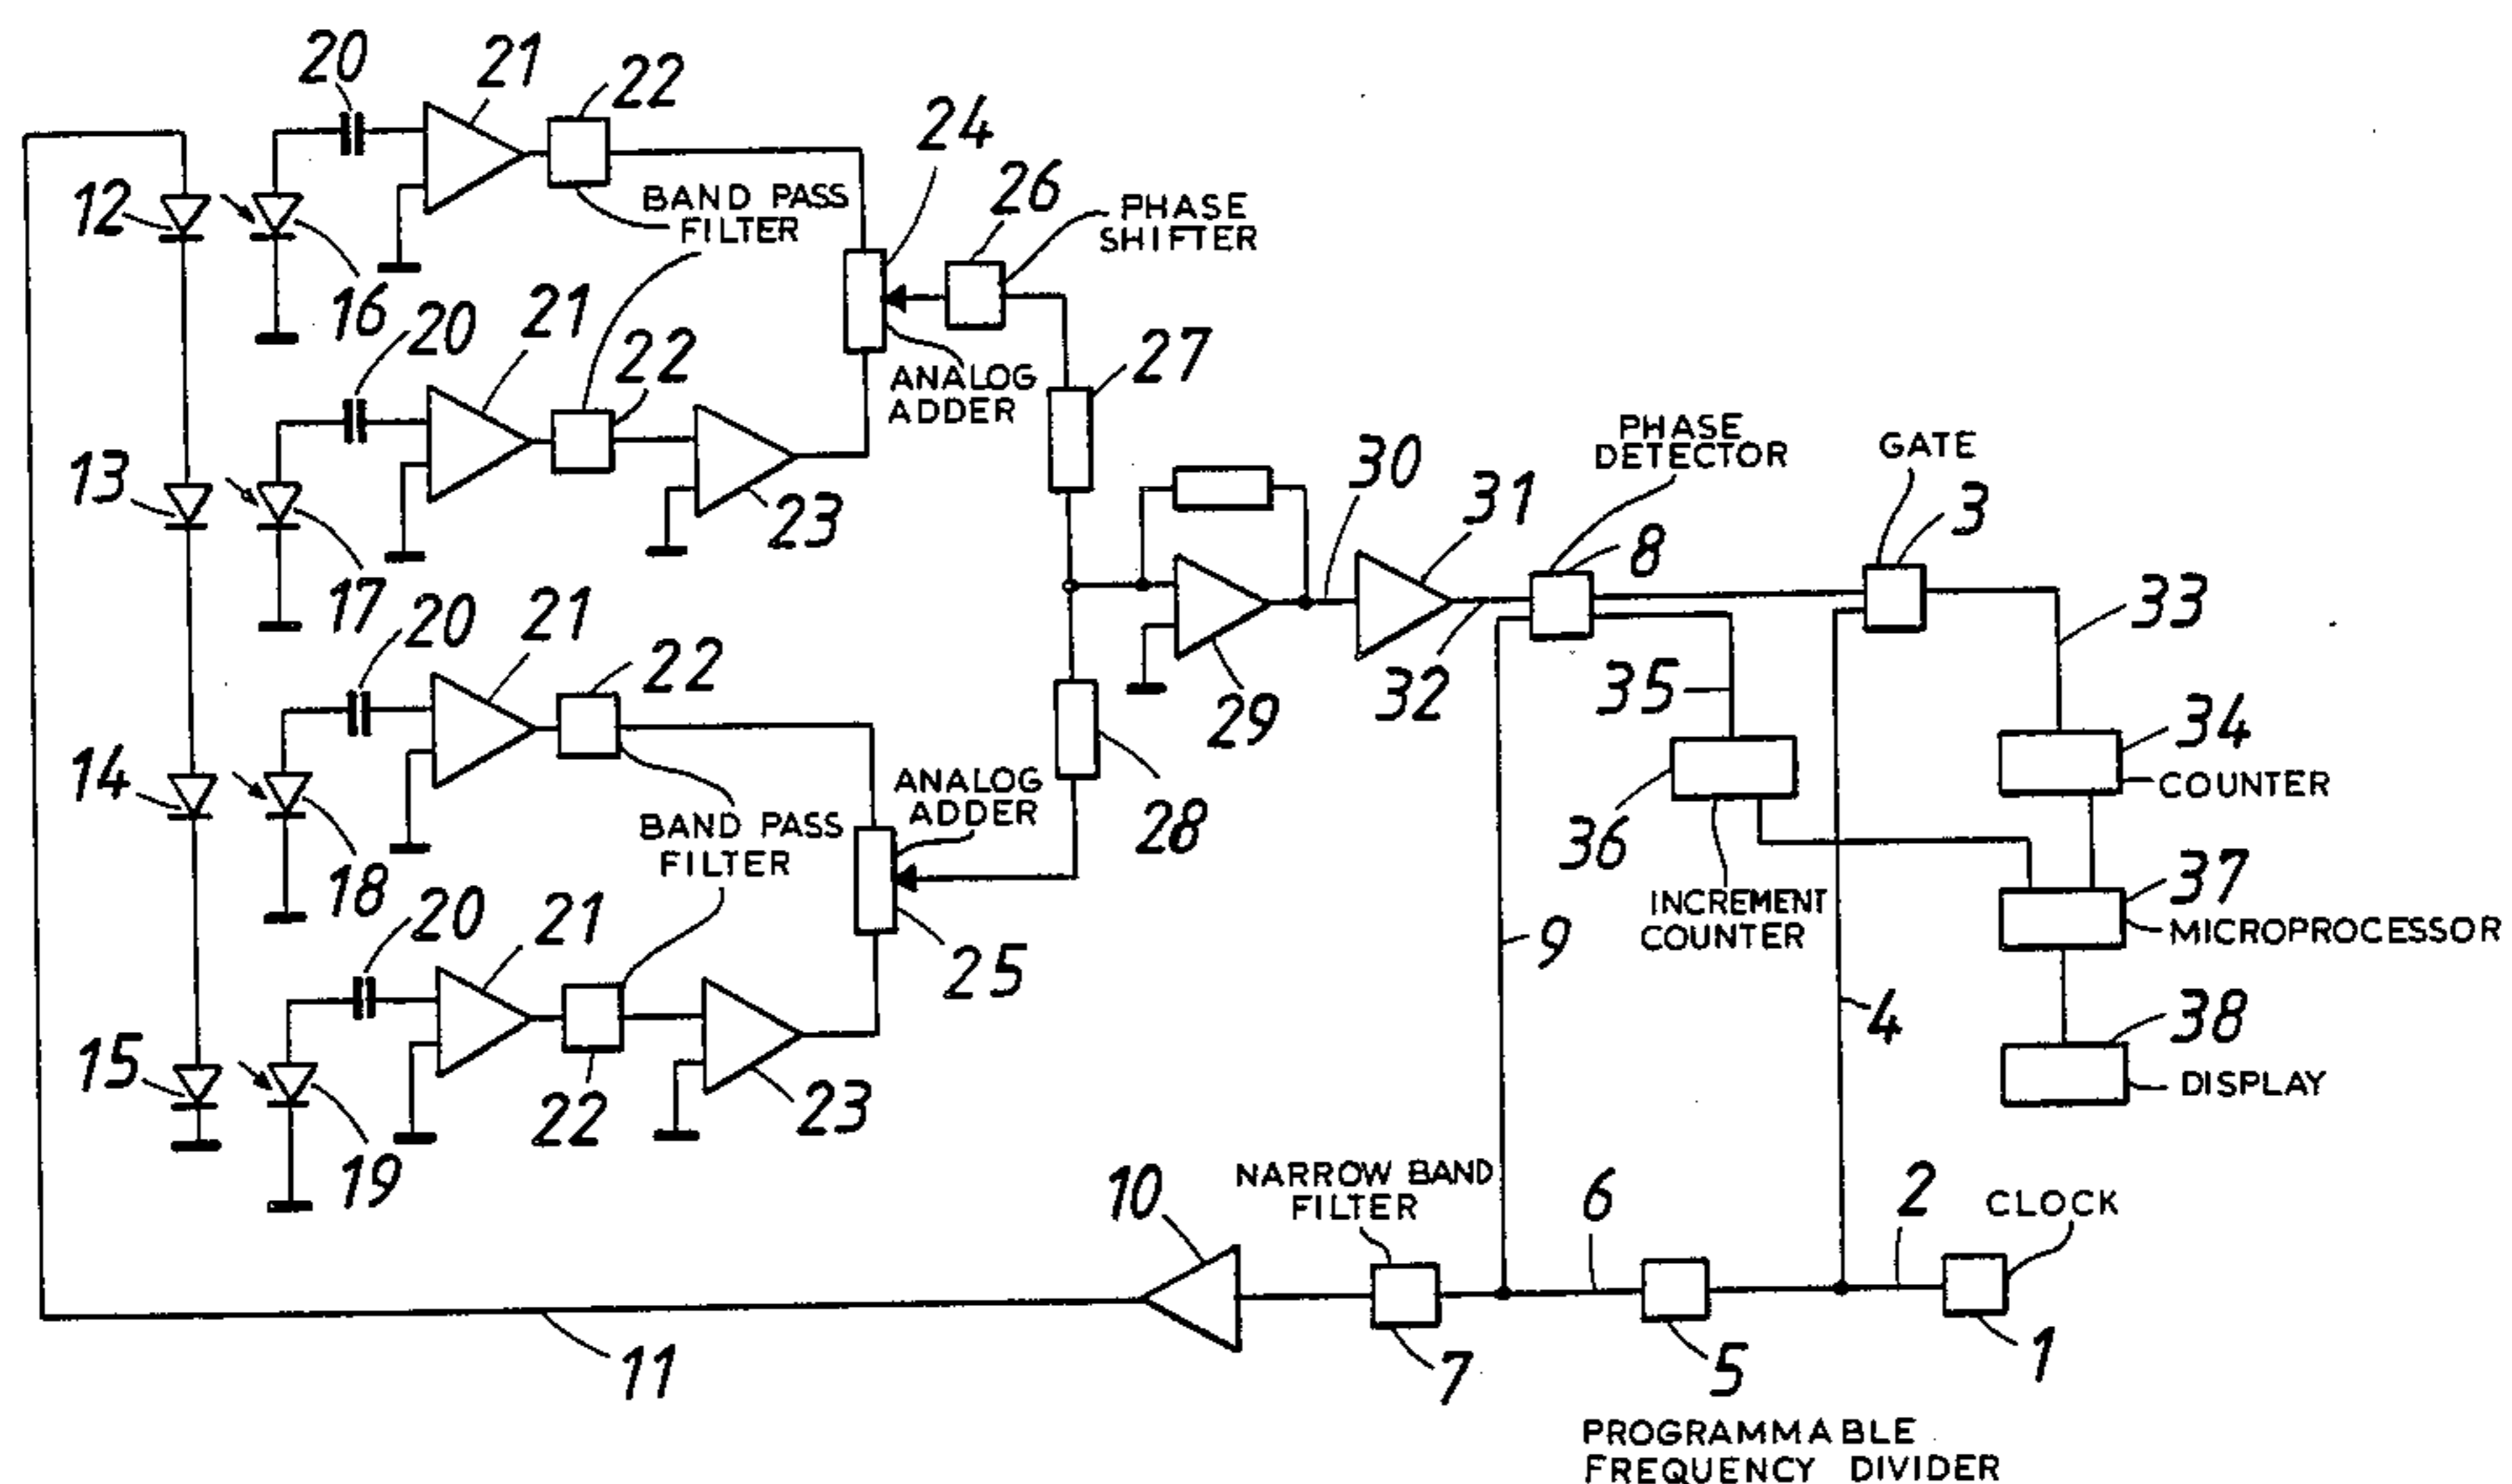 20
21
22
24
12
BAND PASS
FILTER
26
PHASE
SHIFTER
16
20
21
22
27
ANALOG
ADDER
13
17
23
30
31
PHASE
DETECTOR
8
GATE
3
33
20
21
22
29
32
35
34
COUNTER
14
18
BAND PASS
FILTER
ANALOG
ADDER
28
36
INCREMENT
COUNTER
37
MICROPROCESSOR
20
21
25
9
4
38
DISPLAY
15
19
22
23
10
NARROW BAND
FILTER
6
2
CLOCK
11
7
5
1
PROGRAMMABLE
FREQUENCY DIVIDER